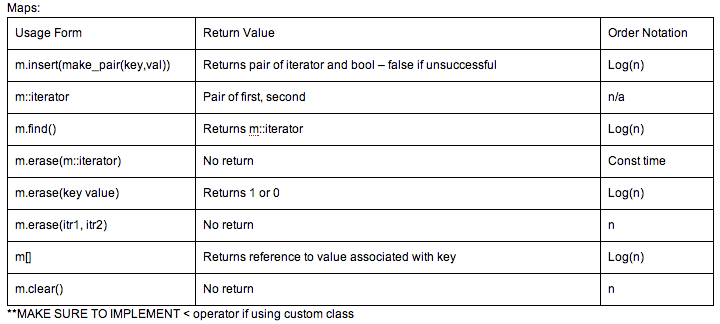 Maps:
Usage Form Return Value Order Notation
m.insert(make_pair(key,val)) Returns pair of iterator and bool – false if unsuccessful Log(n)
m::iterator Pair of first, second n/a
m.find() Returns m::iterator Log(n)
m.erase(m::iterator) No return Const time
m.erase(key value) Returns 1 or 0 Log(n)
m.erase(itr1, itr2) No return n
m[] Returns reference to value associated with key Log(n)
m.clear() No return n
**MAKE SURE TO IMPLEMENT < operator if using custom class